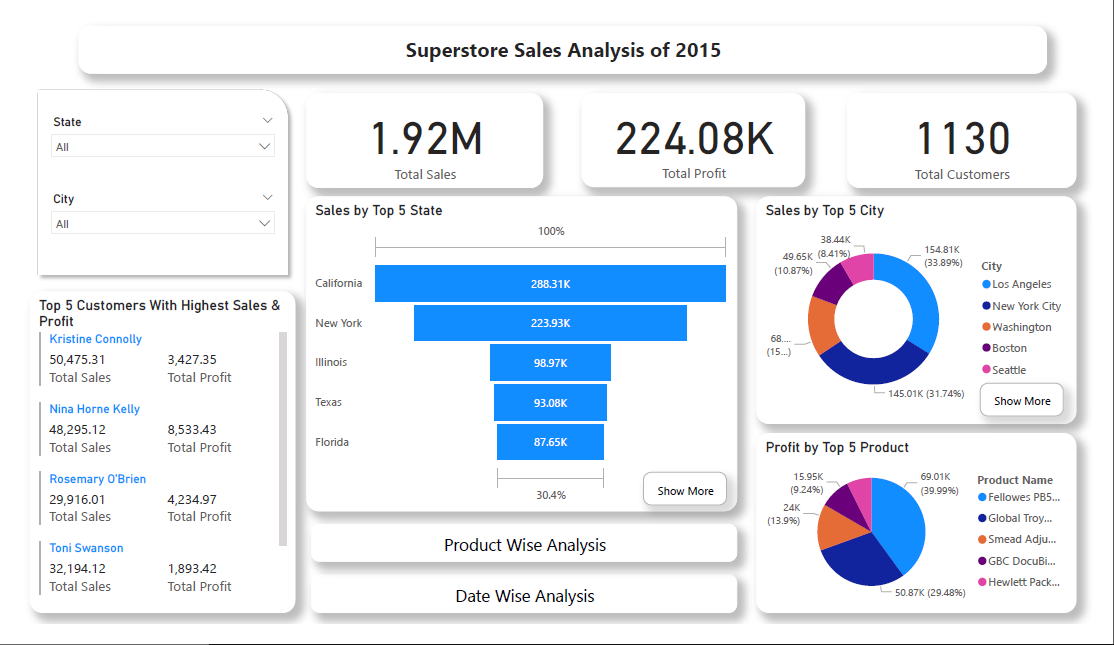 Superstore Sales Analysis of 2015
State
All
City
All
1.92M
Total Sales
224.08K
Total Profit
1130
Total Customers
Top 5 Customers With Highest Sales &
Profit
Kristine Connolly
50,475.31 3,427.35
Total Sales Total Profit
Nina Horne Kelly
48,295.12 8,533.43
Total Sales Total Profit
Rosemary O'Brien
29,916.01 4,234.97
Total Sales Total Profit
Toni Swanson
32,194.12 1,893.42
Total Sales Total Profit
Sales by Top 5 State
100%
California 288.31K
New York 223.93K
Illinois 98.97K
Texas 93.08K
Florida 87.65K
30.4%
Show More
Product Wise Analysis
Date Wise Analysis
Sales by Top 5 City
38.44K
(8.41%)
49.65K
(10.87%)
68....
(15...)
154.81K
(33.89%)
145.01K (31.74%)
City
Los Angeles
New York City
Washington
Boston
Seattle
Show More
Profit by Top 5 Product
15.95K
(9.24%)
24K
(13.9%)
69.01K
(39.99%)
50.87K (29.48%)
Product Name
Fellowes PB5...
Global Troy...
Smead Adju...
GBC DocuBi...
Hewlett Pack...